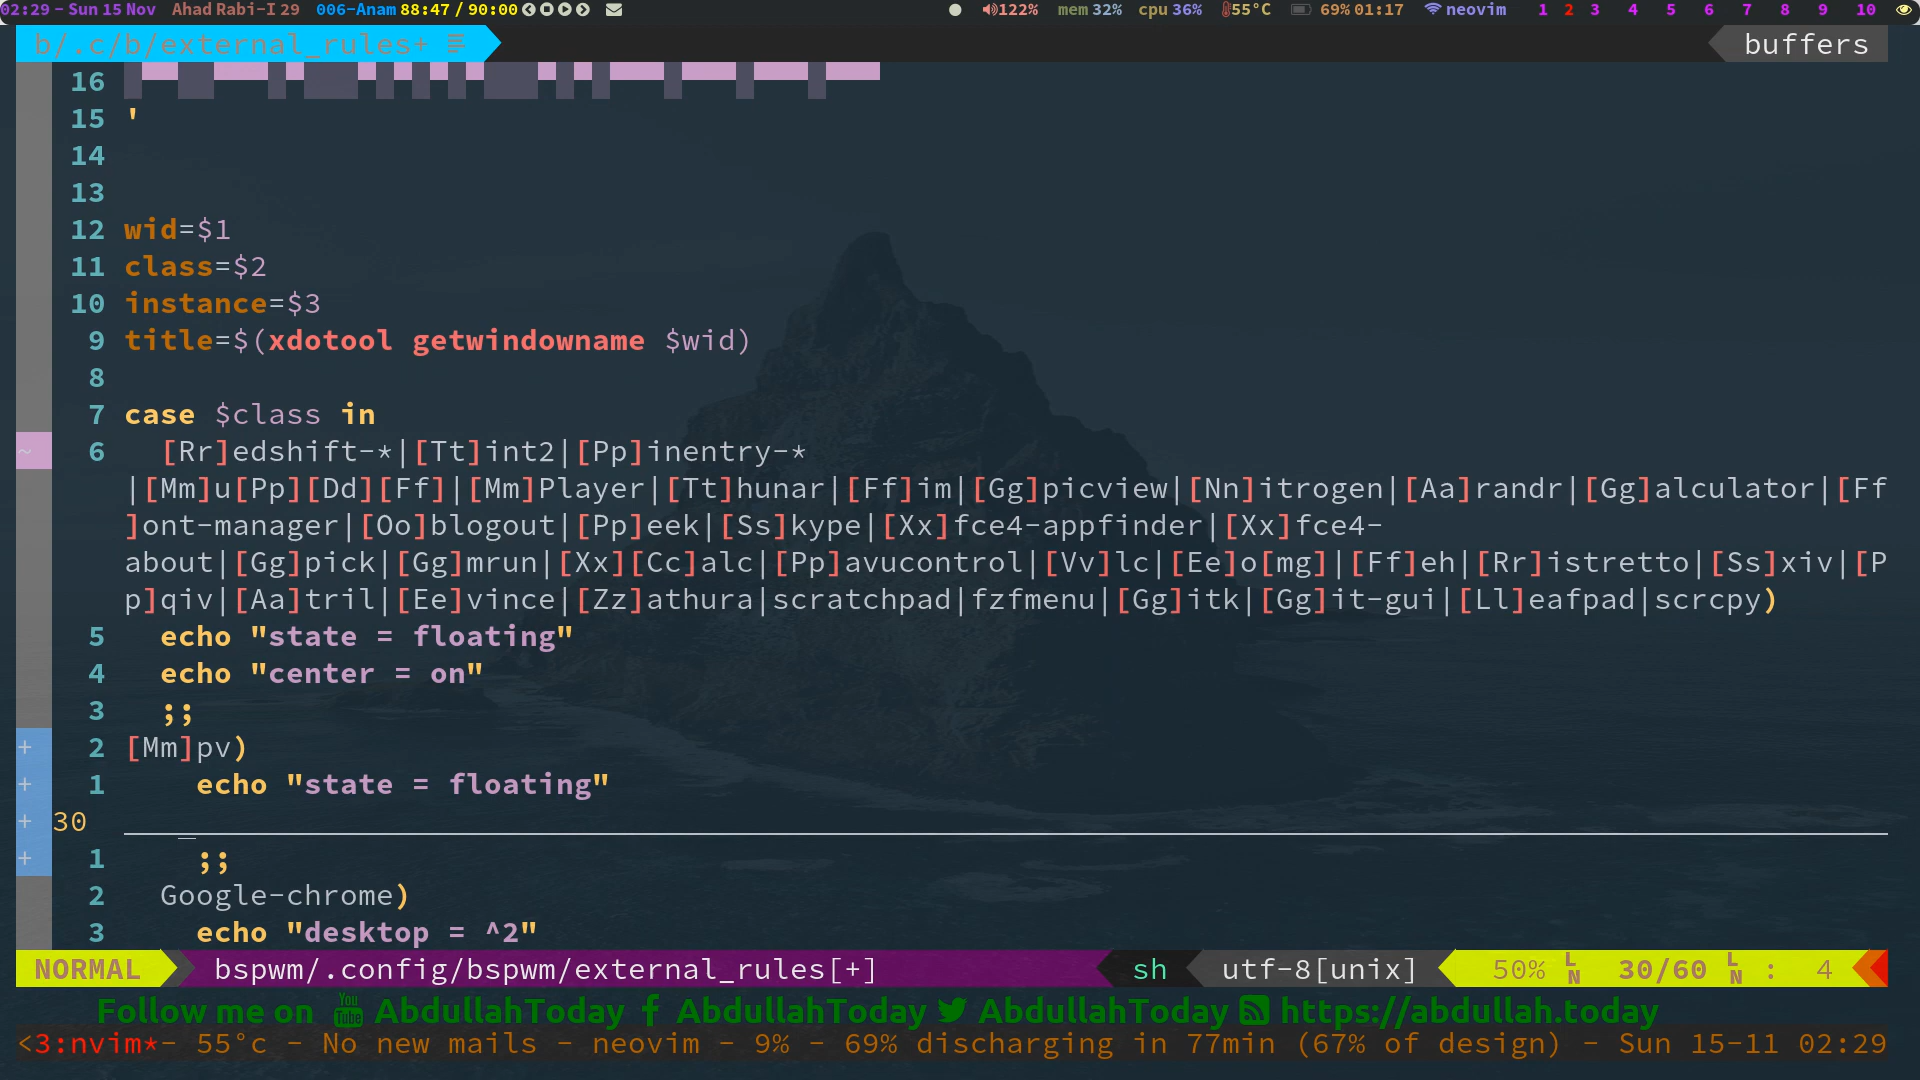 02:29 - Sun 15 Nov Ahad Rabi-I 29 006-Anam 88:47 / 90:00 122% mem 32% cpu 36% 55°C 69% 01:17 neovim 1 2 3 4 5 6 7 8 9 10
b/.c/b/external_rules+ buffers
16
15 '
14
13
12 wid=$1
11 class=$2
10 instance=$3
9 title=$(xdotool getwindowname $wid)
8
7 case $class in
~ 6 [Rr]edshift-*|[Tt]int2|[Pp]inentry-*
|[Mm]u[Pp][Dd][Ff]|[Mm]Player|[Tt]hunar|[Ff]im|[Gg]picview|[Nn]itrogen|[Aa]randr|[Gg]alculator|[Ff
]ont-manager|[Oo]blogout|[Pp]eek|[Ss]kype|[Xx]fce4-appfinder|[Xx]fce4-
about|[Gg]pick|[Gg]mrun|[Xx][Cc]alc|[Pp]avucontrol|[Vv]lc|[Ee]o[mg]|[Ff]eh|[Rr]istretto|[Ss]xiv|[P
p]qiv|[Aa]tril|[Ee]vince|[Zz]athura|scratchpad|fzfmenu|[Gg]itk|[Gg]it-gui|[Ll]eafpad|scrcpy)
5 echo "state = floating"
4 echo "center = on"
3 ;;
+ 2 [Mm]pv)
+ 1 echo "state = floating"
+ 30
+ 1 ;;
2 Google-chrome)
3 echo "desktop = ^2"
NORMAL bspwm/.config/bspwm/external_rules[+] sh utf-8[unix] 50% LN 30/60 LN : 4
Follow me on You Tube AbdullahToday f AbdullahToday AbdullahToday https://abdullah.today
<3:nvim*- 55°c - No new mails - neovim - 9% - 69% discharging in 77min (67% of design) - Sun 15-11 02:29